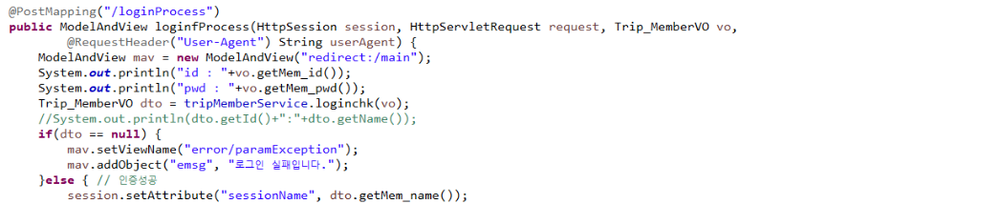 @PostMapping("/loginProcess")
public ModelAndView loginfProcess(HttpSession session, HttpServletRequest request, Trip_MemberVO vo,
@RequestHeader("User-Agent") String userAgent) {
ModelAndView mav = new ModelAndView("redirect:/main");
System.out.println("id : "+vo.getMem_id());
System.out.println("pwd : "+vo.getMem_pwd());
Trip_MemberVO dto = tripMemberService.loginchk(vo);
//System.out.println(dto.getId()+":"+dto.getName());
if(dto == null) {
mav.setViewName("error/paramException");
mav.addObject("emsg", "로그인 실패입니다.");
}else { // 인증성공
session.setAttribute("sessionName", dto.getMem_name());